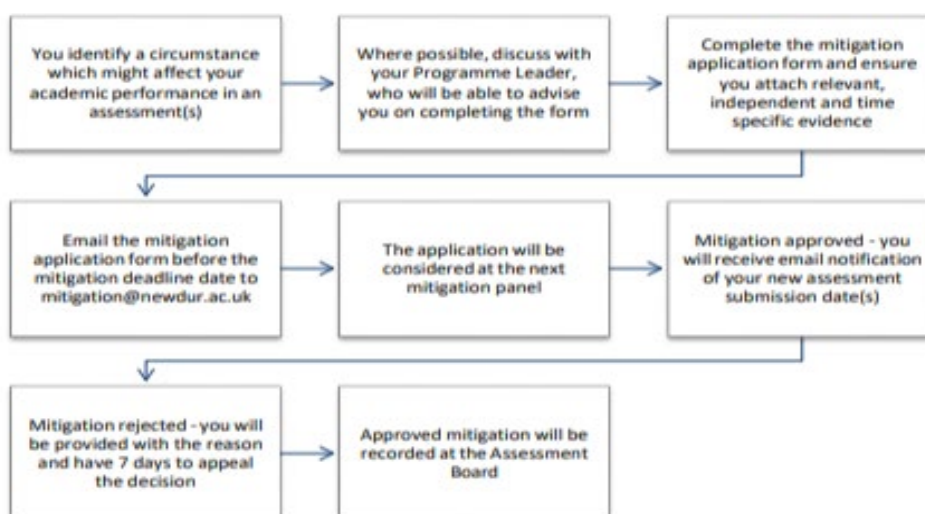 You identify a circumstance
which might affect your
academic performance in an
assessment(s)
Where possible, discuss with
your Programme Leader,
who will be able to advise
you on completing the form
Complete the mitigation
application form and ensure
you attach relevant,
independent and time
specific evidence
Email the mitigation
application form before the
mitigation deadline date to
mitigation@newdur.ac.uk
The application will be
considered at the next
mitigation panel
Mitigation approved - you
will receive email notification
of your new assessment
submission date(s)
Mitigation rejected - you will
be provided with the reason
and have 7 days to appeal
the decision
Approved mitigation will be
recorded at the Assessment
Board